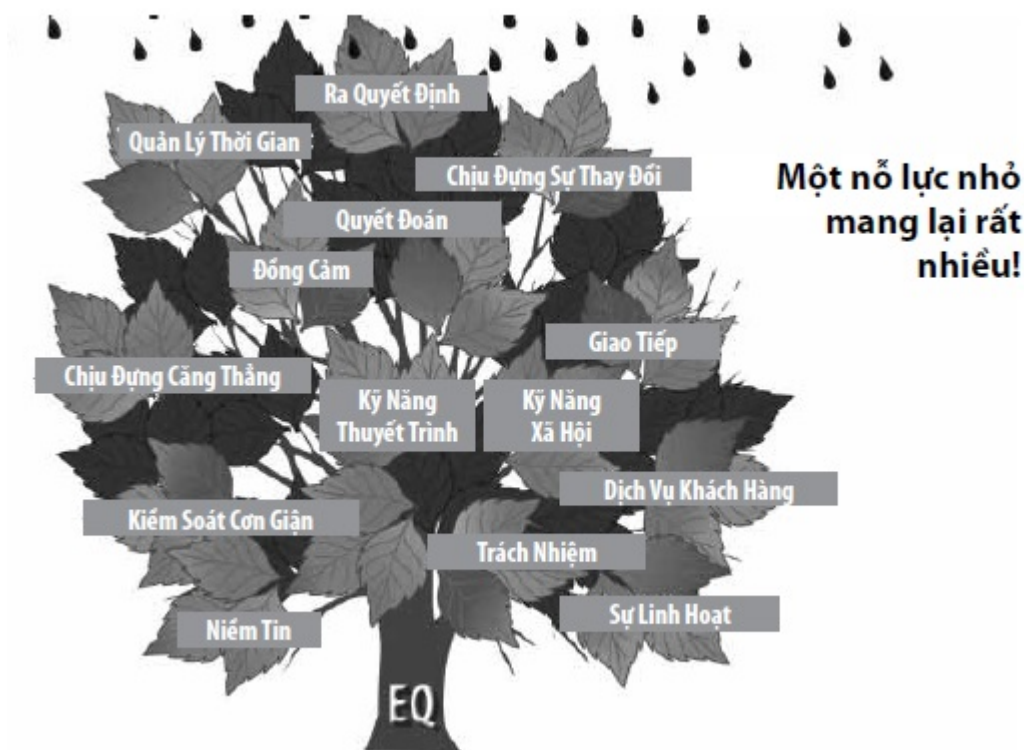 Ra Quyết Định
Quản Lý Thời Gian
Chịu Đựng Sự Thay Đổi
Một nỗ lực nhỏ
mang lại rất
nhiều!
Quyết Đoán
Đồng Cảm
Giao Tiếp
Chịu Đựng Căng Thẳng
Kỹ Năng
Thuyết Trình
Kỹ Năng
Xã Hội
Dịch Vụ Khách Hàng
Kiểm Soát Cơn Giận
Trách Nhiệm
Sự Linh Hoạt
Niềm Tin
EQ